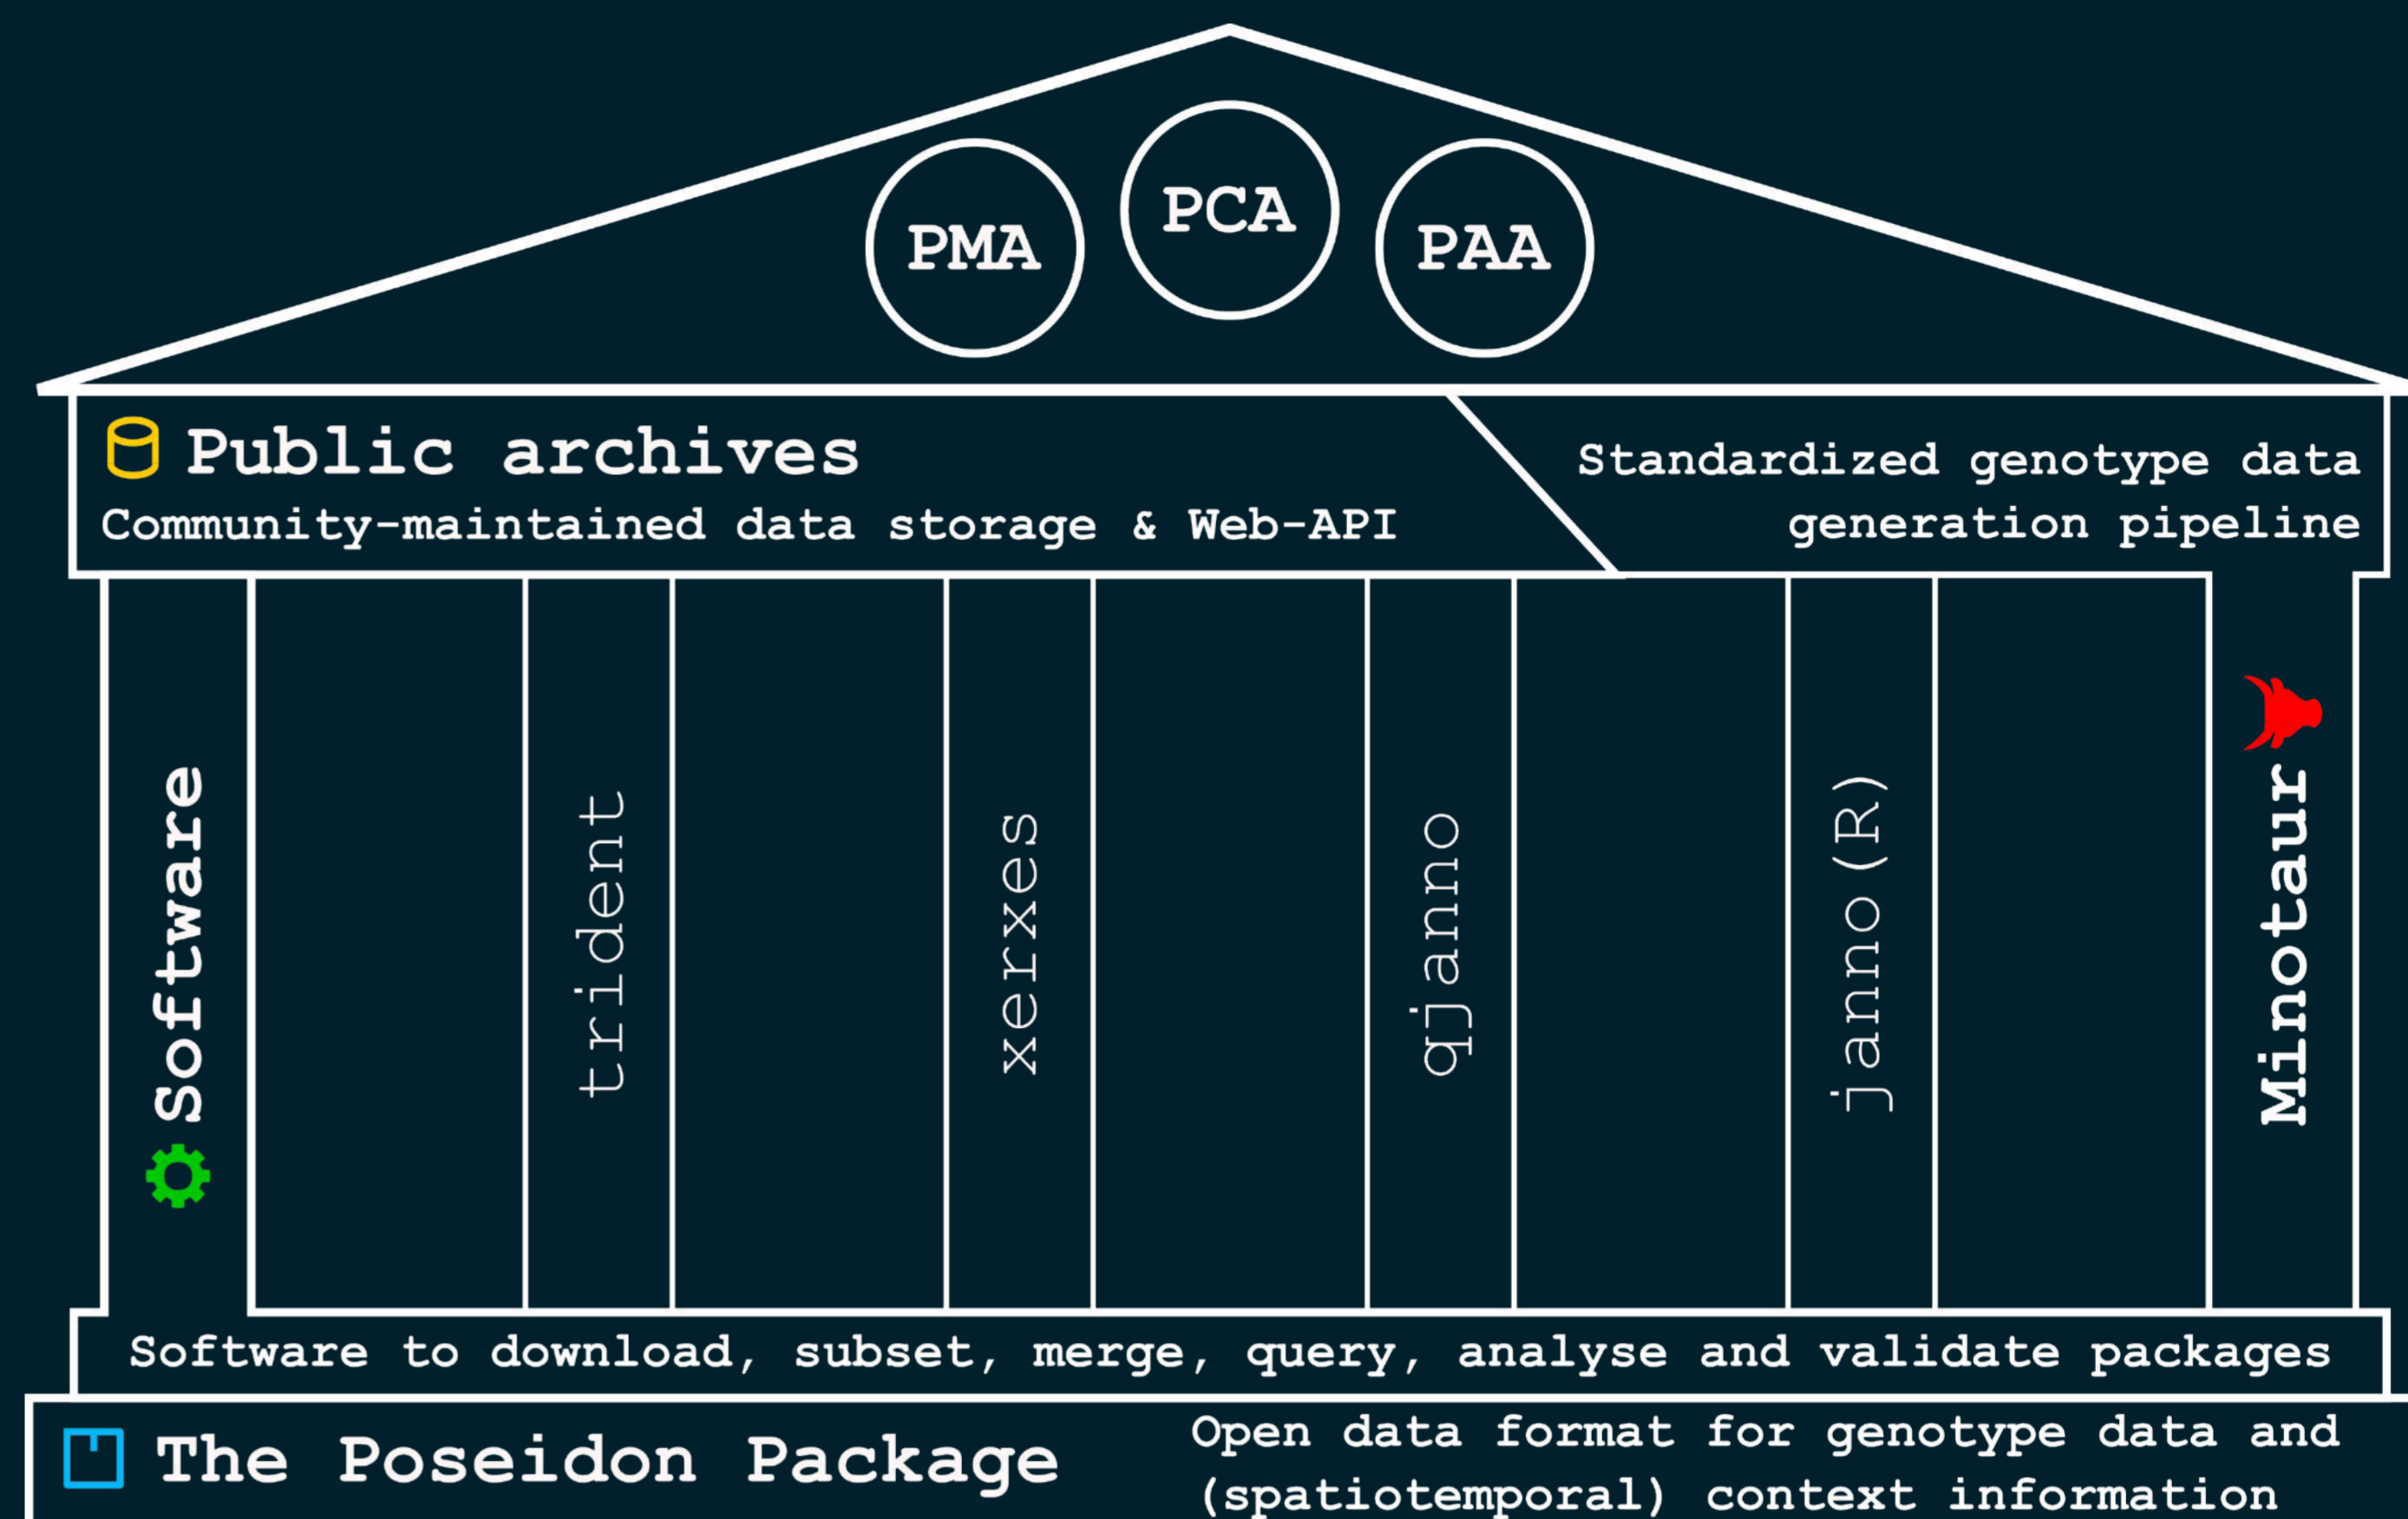 PMA
PCA
PAA
Public archives
Community-maintained data storage & Web-API
Standardized genotype data
generation pipeline
Software
trident
xerxes
qjanno
janno(R)
Minotaur
Software to download, subset, merge, query, analyse and validate packages
The Poseidon Package
Open data format for genotype data and
(spatiotemporal) context information